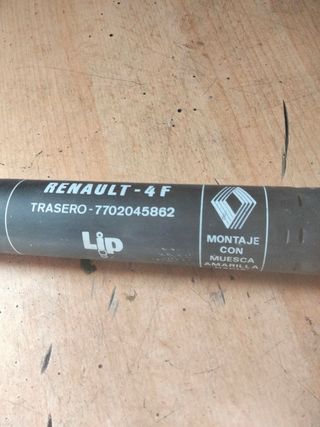 RENAULT-4F
TRASERO-7702045862
Lip
MONTAJE
CON
MUESCA
AMARILLA